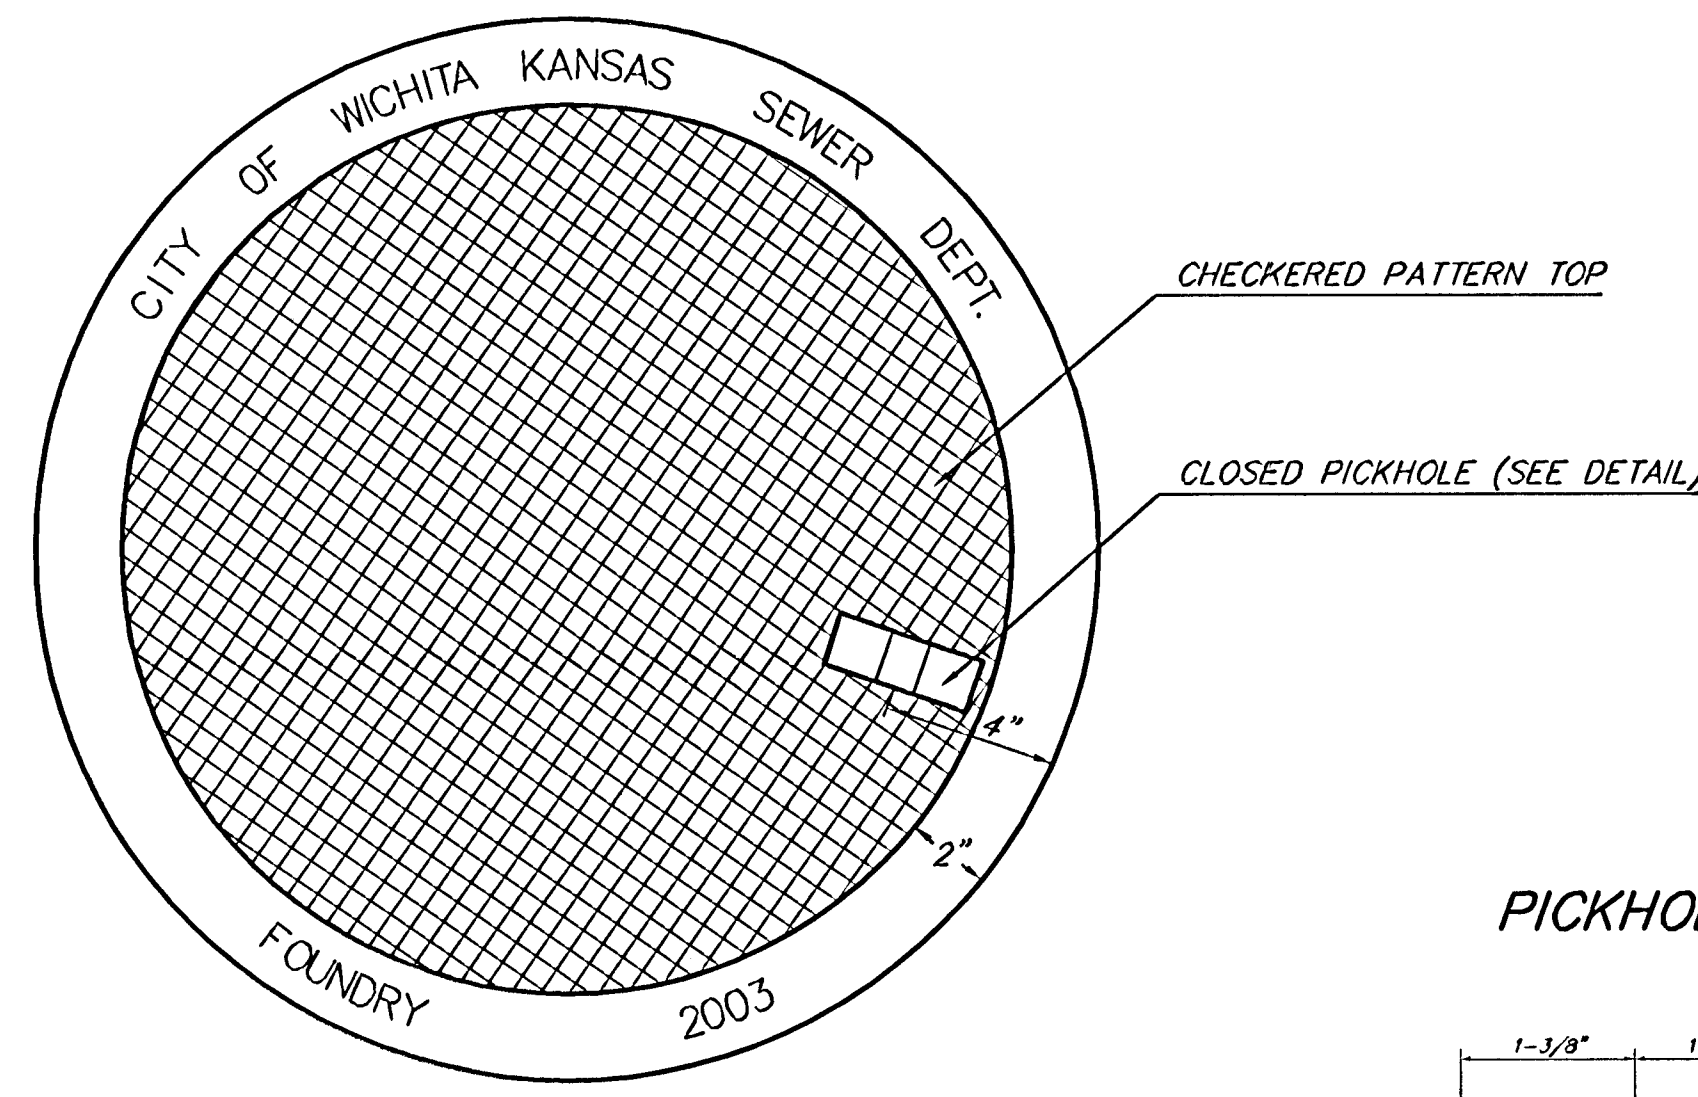 CITY OF WICHITA KANSAS SEWER DEPT.
CHECKERED PATTERN TOP
CLOSED PICKHOLE (SEE DETAIL)
4"
2"
FOUNDRY 2003
1-3/8"